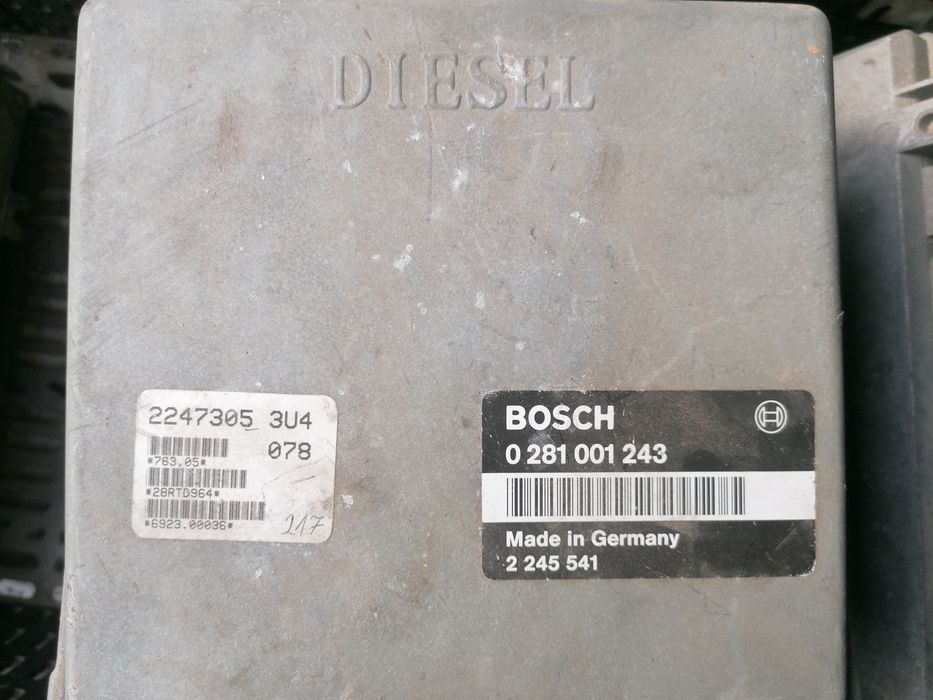 DIESEL
2247305 3U4
078
*763.05*
*28RTD964*
*6923.00036*
217
BOSCH
0 281 001 243
Made in Germany
2 245 541